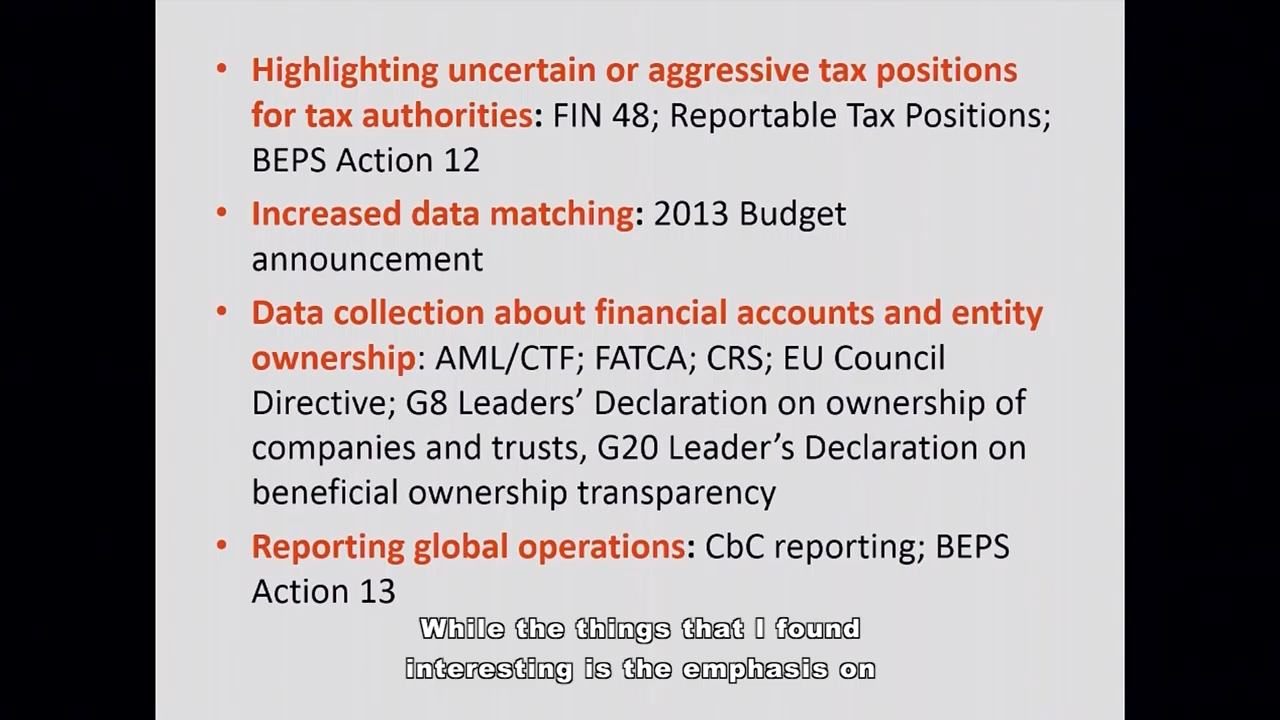 • Highlighting uncertain or aggressive tax positions
for tax authorities: FIN 48; Reportable Tax Positions;
BEPS Action 12
• Increased data matching: 2013 Budget
announcement
• Data collection about financial accounts and entity
ownership: AML/CTF; FATCA; CRS; EU Council
Directive; G8 Leaders’ Declaration on ownership of
companies and trusts, G20 Leader’s Declaration on
beneficial ownership transparency
• Reporting global operations: CbC reporting; BEPS
Action 13
While the things that I found
interesting is the emphasis on